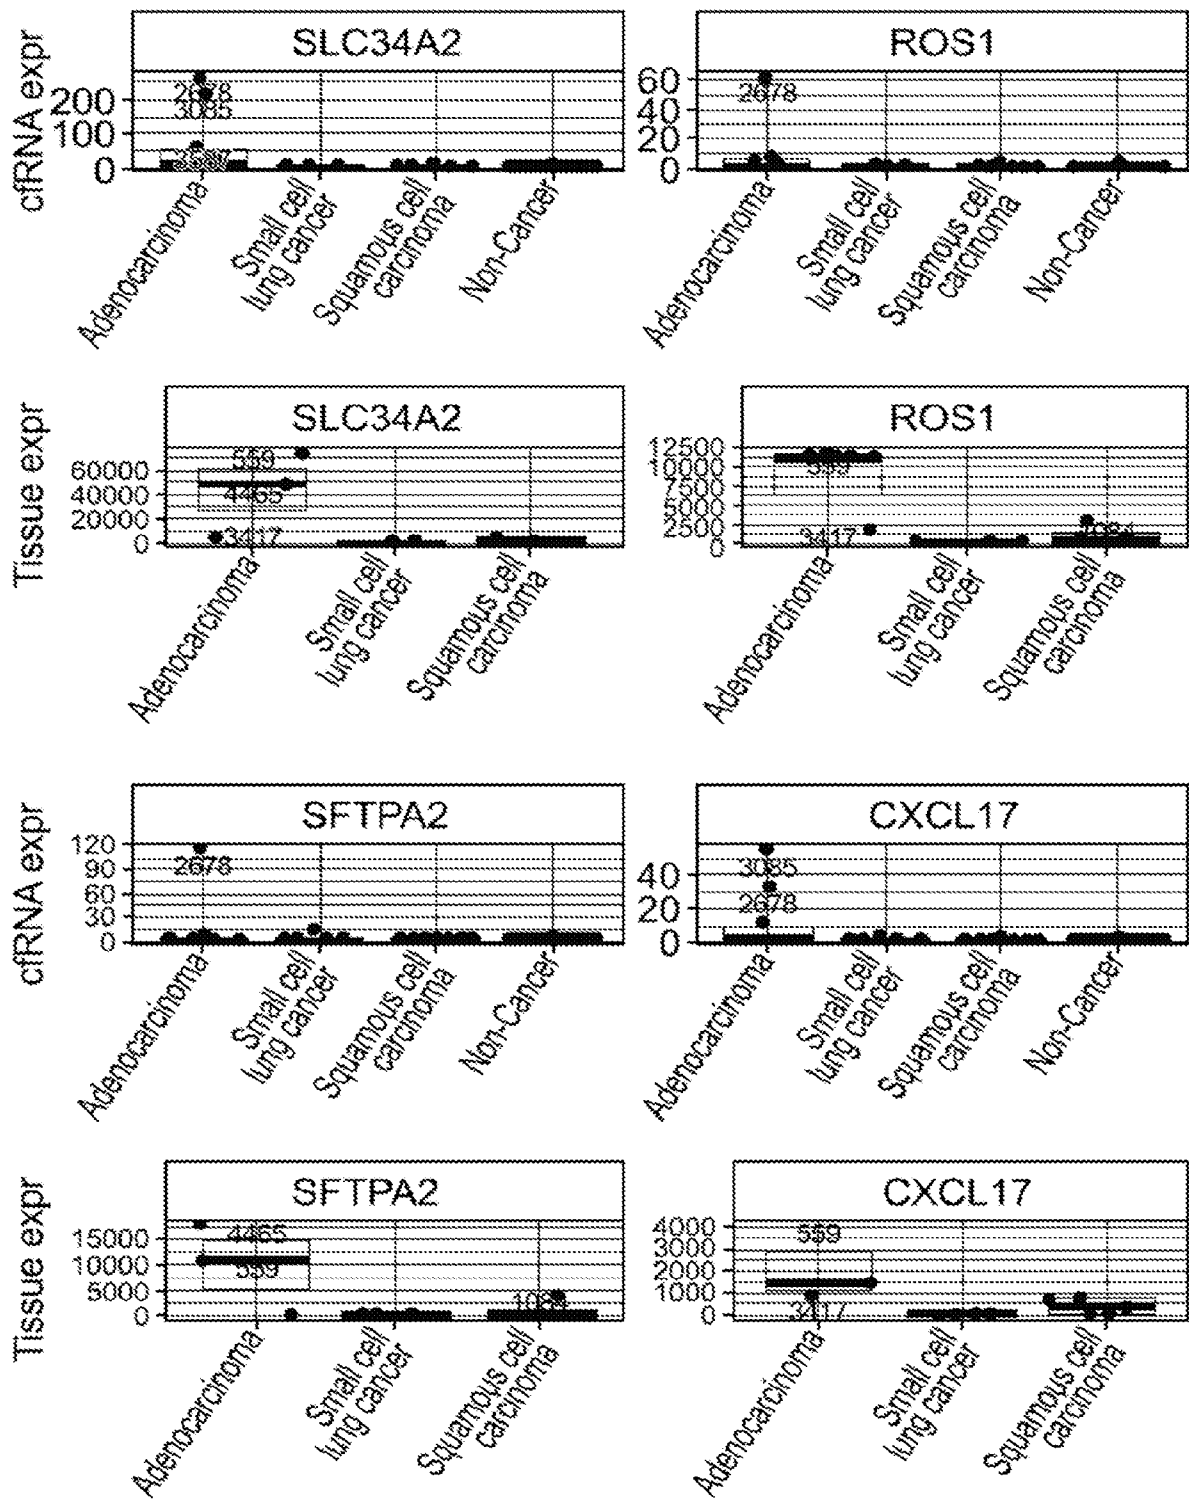 SLC34A2
ROS1
cfRNA expr
200
100
0
2678
3085
60
40
20
0
2678
Adenocarcinoma
Small cell
lung cancer
Squamous cell
carcinoma
Non-Cancer
Adenocarcinoma
Small cell
lung cancer
Squamous cell
carcinoma
Non-Cancer
SLC34A2
ROS1
Tissue expr
60000
40000
20000
0
559
4465
3417
12500
10000
7500
5000
2500
0
559
3417
1084
Adenocarcinoma
Small cell
lung cancer
Squamous cell
carcinoma
Adenocarcinoma
Small cell
lung cancer
Squamous cell
carcinoma
SFTPA2
CXCL17
cfRNA expr
120
90
60
30
0
2678
40
20
0
3085
2678
Adenocarcinoma
Small cell
lung cancer
Squamous cell
carcinoma
Non-Cancer
Adenocarcinoma
Small cell
lung cancer
Squamous cell
carcinoma
Non-Cancer
SFTPA2
CXCL17
Tissue expr
15000
10000
5000
0
4465
559
1084
4000
3000
2000
1000
0
559
3417
Adenocarcinoma
Small cell
lung cancer
Squamous cell
carcinoma
Adenocarcinoma
Small cell
lung cancer
Squamous cell
carcinoma